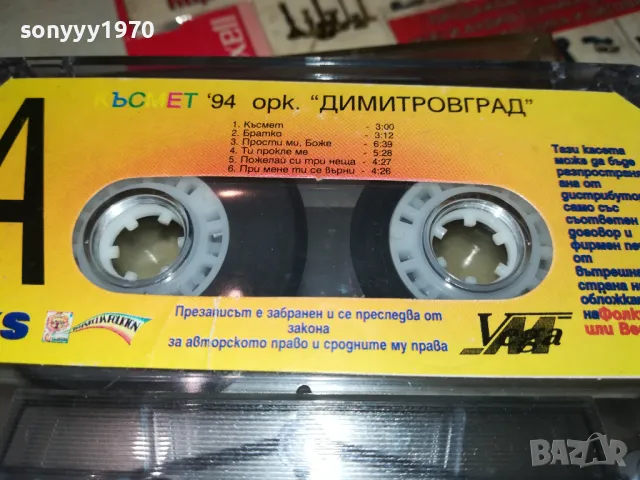 sonyyy1970
xell
A
КЪСМЕТ '94 орк. "ДИМИТРОВГРАД"
1. Късмет - 3:00
2. Братко - 3:12
3. Прости ми, Боже - 6:39
4. Ти прокле ме - 5:28
5. Пожелай си три неща - 4:27
6. При мене ти се върни - 4:26
Тази касета
може да бъде
разпространя
ана от
дистрибутор
само със
съответен
договор и
фирмен пе
от
вътрешна
страна на
обложки
наФолк
или Ве
Презаписът е забранен и се преследва от
закона
за авторското право и сродните му права
Vega M
BAZAR
bg